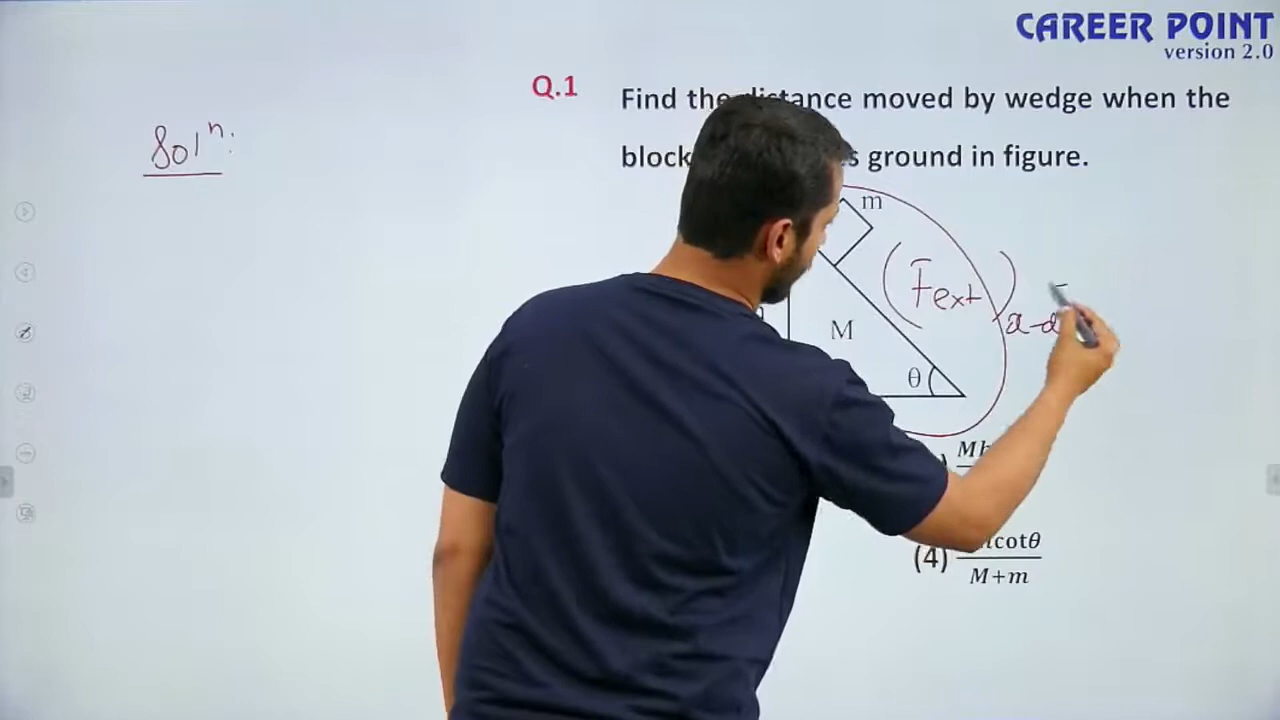 CAREER POINT
version 2.0
Q.1 Find the distance moved by wedge when the
block ground in figure.
Solⁿ:
m
(Fext)x-d
M
θ
(4) cotθ
M+m